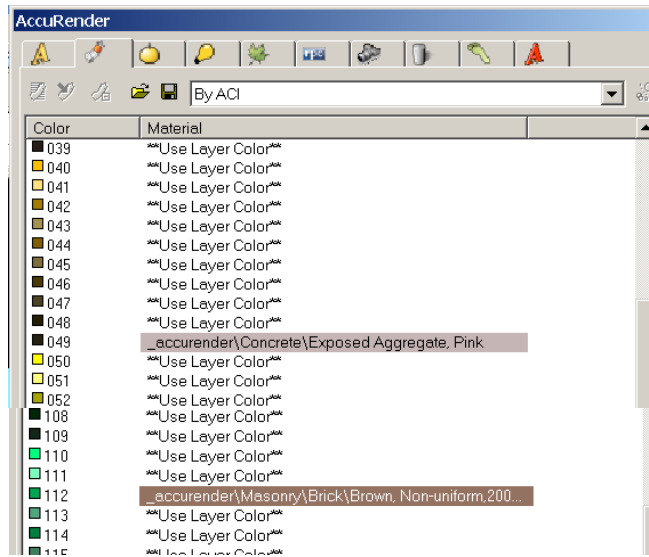 AccuRender
By ACI
Color Material
039 **Use Layer Color**
040 **Use Layer Color**
041 **Use Layer Color**
042 **Use Layer Color**
043 **Use Layer Color**
044 **Use Layer Color**
045 **Use Layer Color**
046 **Use Layer Color**
047 **Use Layer Color**
048 **Use Layer Color**
049 _accurender\Concrete\Exposed Aggregate, Pink
050 **Use Layer Color**
051 **Use Layer Color**
052 **Use Layer Color**
108 **Use Layer Color**
109 **Use Layer Color**
110 **Use Layer Color**
111 **Use Layer Color**
112 _accurender\Masonry\Brick\Brown, Non-uniform,200...
113 **Use Layer Color**
114 **Use Layer Color**
115 **Use Layer Color**